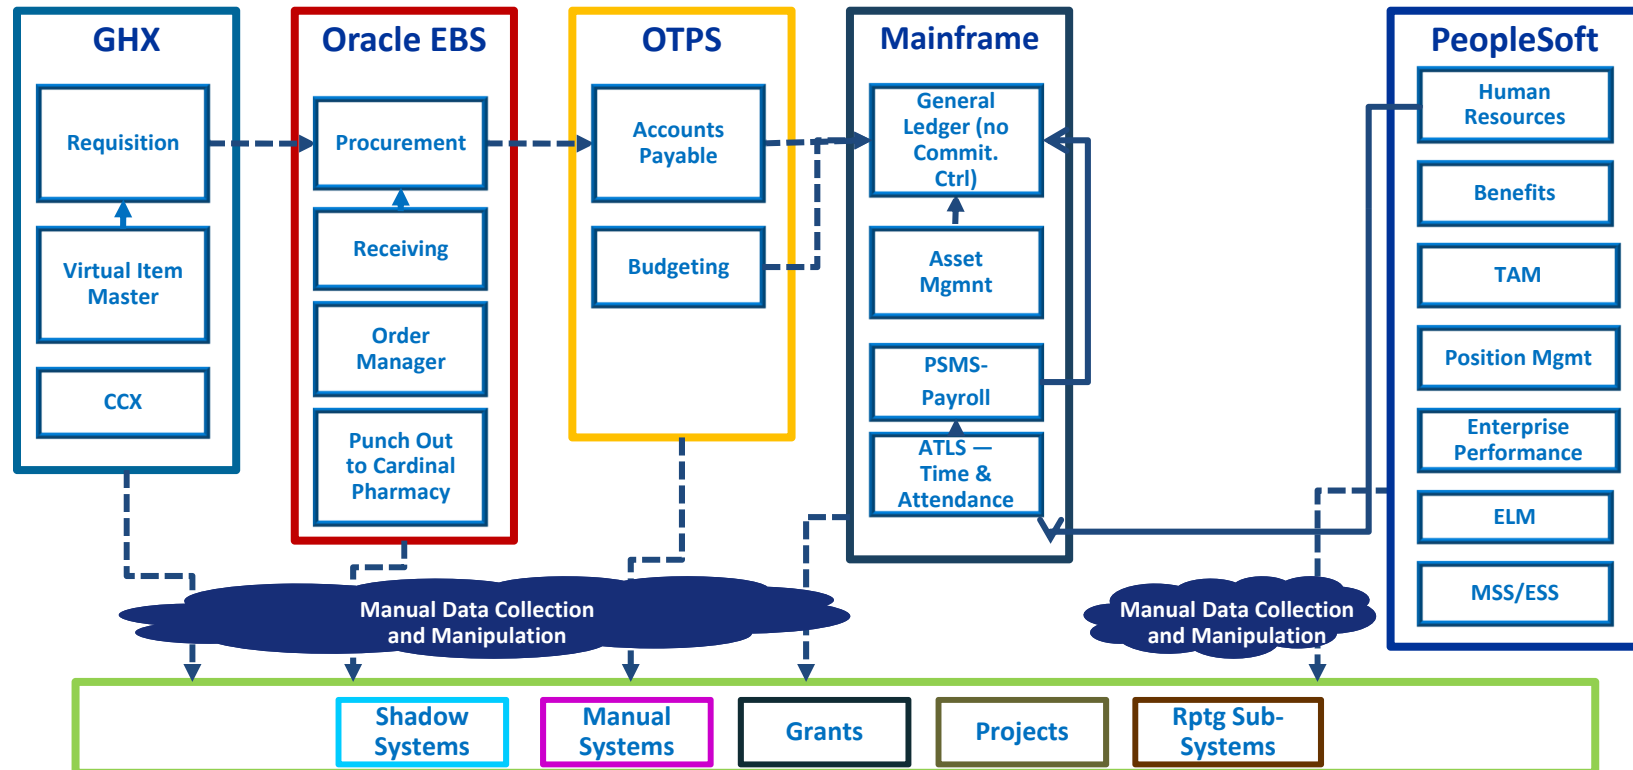 GHX
Requisition
Virtual Item
Master
CCX
Oracle EBS
Procurement
Receiving
Order
Manager
Punch Out
to Cardinal
Pharmacy
OTPS
Accounts
Payable
Budgeting
Mainframe
General
Ledger (no
Commit.
Ctrl)
Asset
Mgmnt
PSMS-
Payroll
ATLS —
Time &
Attendance
PeopleSoft
Human
Resources
Benefits
TAM
Position Mgmt
Enterprise
Performance
ELM
MSS/ESS
Manual Data Collection
and Manipulation
Manual Data Collection
and Manipulation
Shadow
Systems
Manual
Systems
Grants
Projects
Rptg Sub-
Systems